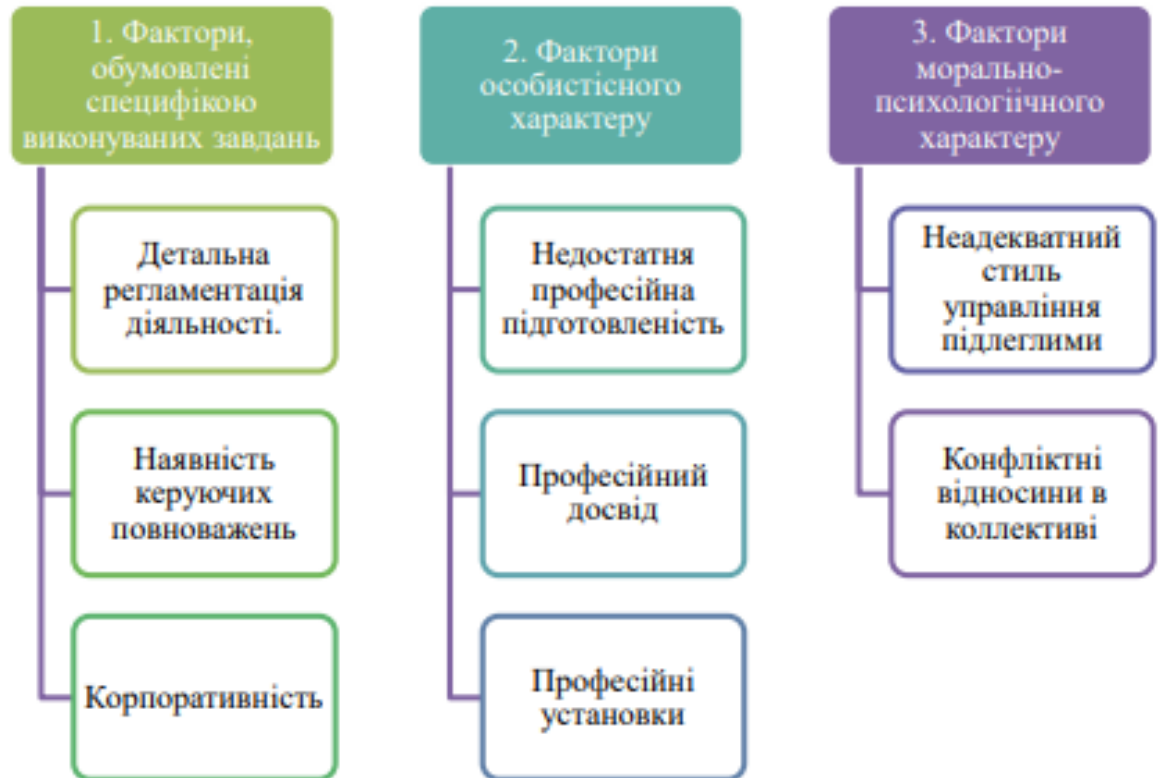 1. Фактори,
обумовлені
специфікою
виконуваних завдань
Детальна
регламентація
діяльності.
Наявність
керуючих
повноважень
Корпоративність
2. Фактори
особистісного
характеру
Недостатня
професійна
підготовленість
Професійний
досвід
Професійні
установки
3. Фактори
морально-
психологіічного
характеру
Неадекватний
стиль
управління
підлеглими
Конфліктні
відносини в
коллективі